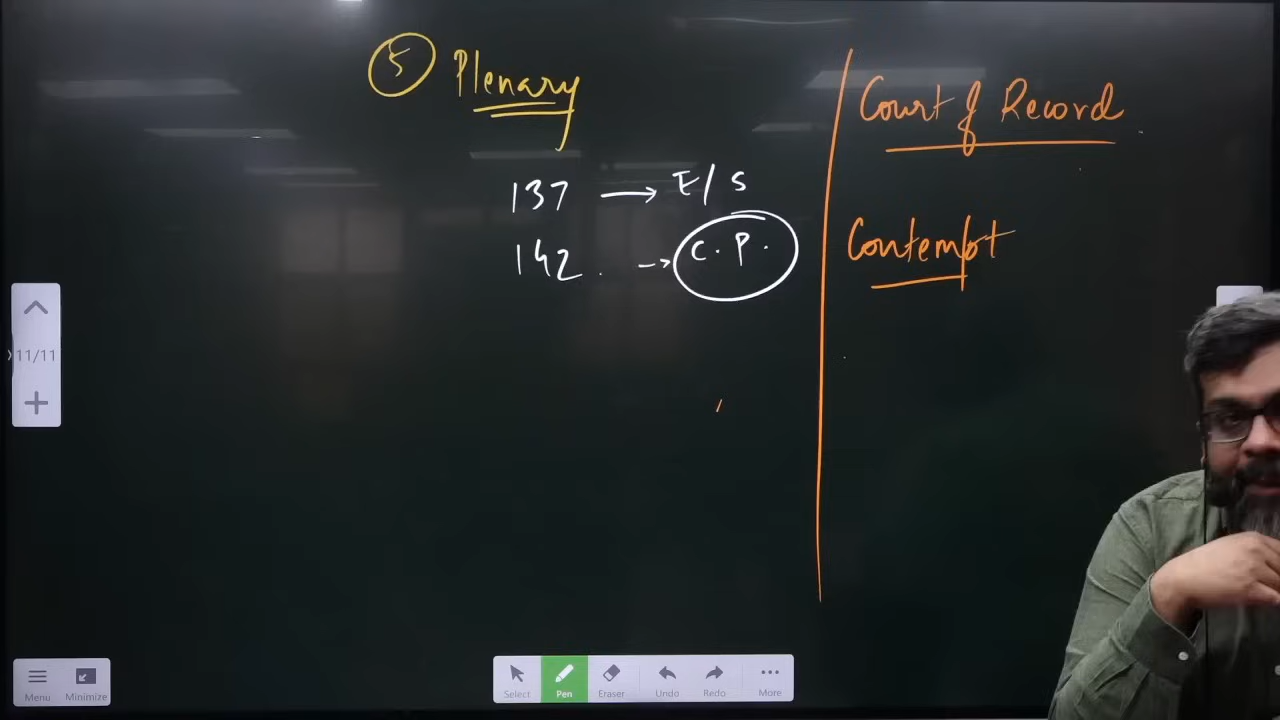 5 Plenary
137 → E/S
142. → C.P.
Court of Record
Contempt
11/11
Menu
Minimize
Select
Pen
Eraser
Undo
Redo
More